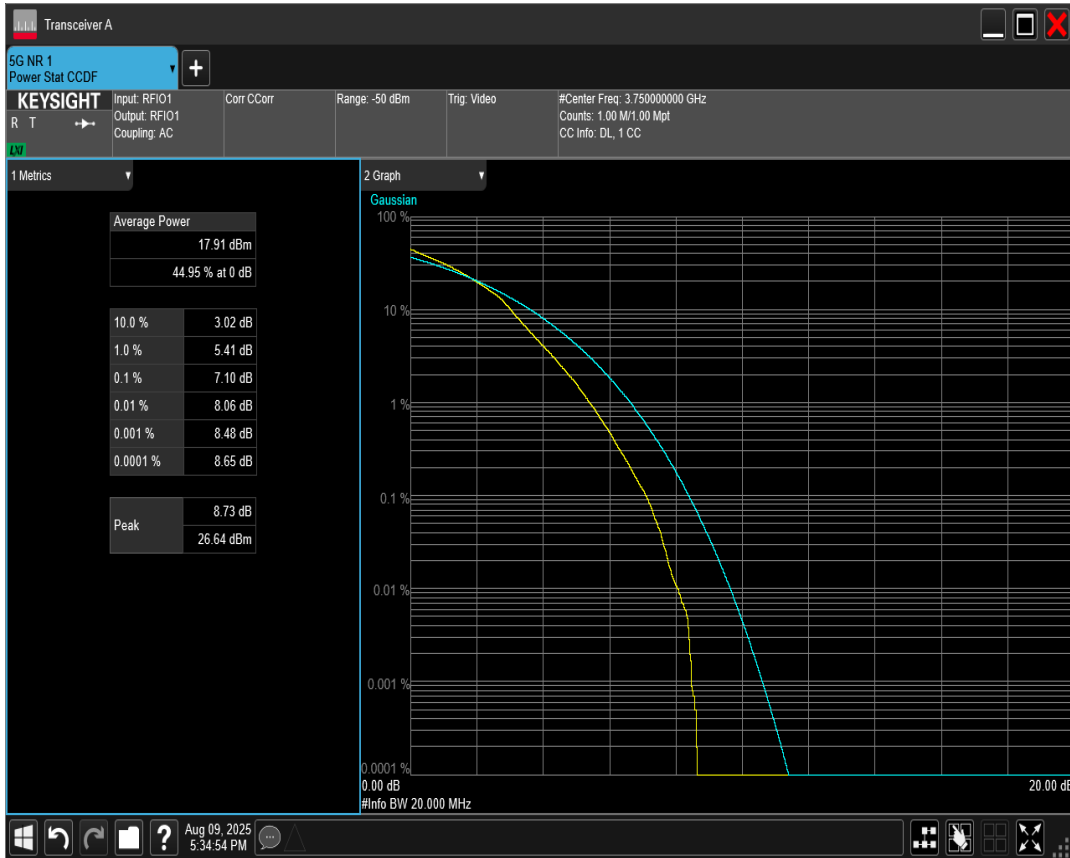 Transceiver A
5G NR 1
Power Stat CCDF
KEYSIGHT
R T
LXI
Input: RFIO1
Output: RFIO1
Coupling: AC
Corr CCorr
Range: -50 dBm
Trig: Video
#Center Freq: 3.750000000 GHz
Counts: 1.00 M/1.00 Mpt
CC Info: DL, 1 CC
1 Metrics
Average Power
17.91 dBm
44.95 % at 0 dB
10.0 % 3.02 dB
1.0 % 5.41 dB
0.1 % 7.10 dB
0.01 % 8.06 dB
0.001 % 8.48 dB
0.0001 % 8.65 dB
Peak
8.73 dB
26.64 dBm
2 Graph
Gaussian
100 %
10 %
1 %
0.1 %
0.01 %
0.001 %
0.0001 %
0.00 dB 20.00 dB
#Info BW 20.000 MHz
? Aug 09, 2025
5:34:54 PM